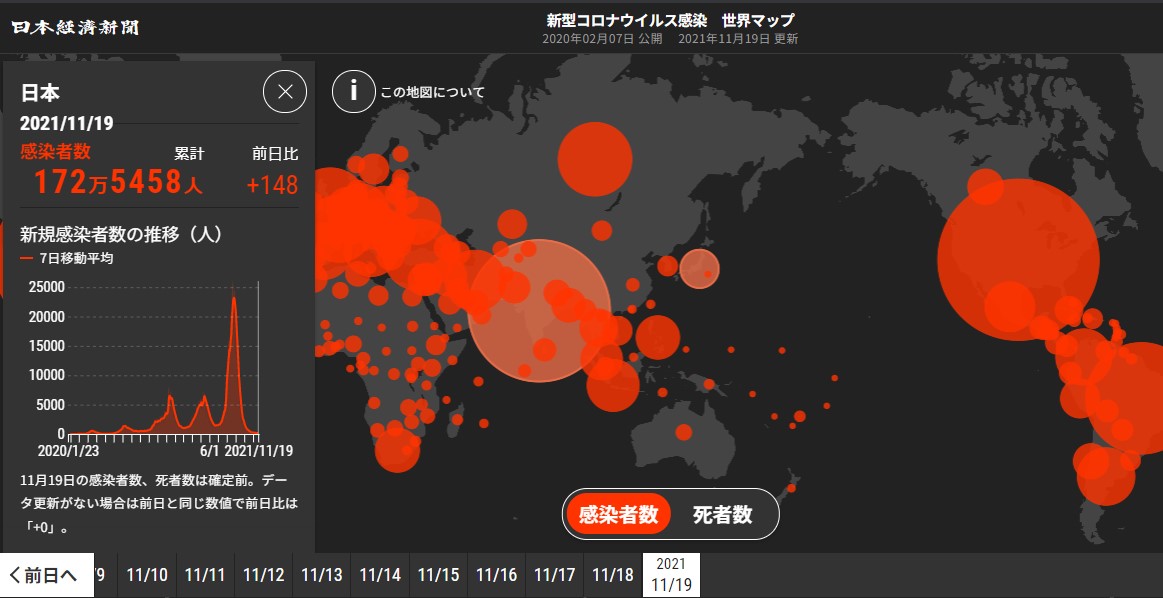 日本経済新聞
新型コロナウイルス感染　世界マップ
2020年02月07日 公開　2021年11月19日 更新
日本
2021/11/19
感染者数 累計 前日比
172万5458人 +148
新規感染者数の推移（人）
7日移動平均
25000
20000
15000
10000
5000
0
2020/1/23 6/1 2021/11/19
11月19日の感染者数、死者数は確定前。デー
タ更新がない場合は前日と同じ数値で前日比は
「+0」。
i この地図について
感染者数 死者数
前日へ /9 11/10 11/11 11/12 11/13 11/14 11/15 11/16 11/17 11/18 2021
11/19